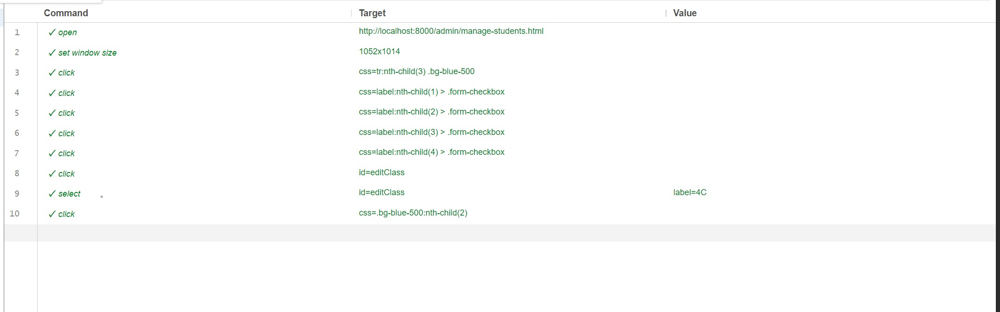 Command Target Value
1 ✓ open http://localhost:8000/admin/manage-students.html
2 ✓ set window size 1052x1014
3 ✓ click css=tr:nth-child(3) .bg-blue-500
4 ✓ click css=label:nth-child(1) > .form-checkbox
5 ✓ click css=label:nth-child(2) > .form-checkbox
6 ✓ click css=label:nth-child(3) > .form-checkbox
7 ✓ click css=label:nth-child(4) > .form-checkbox
8 ✓ click id=editClass
9 ✓ select id=editClass label=4C
10 ✓ click css=.bg-blue-500:nth-child(2)